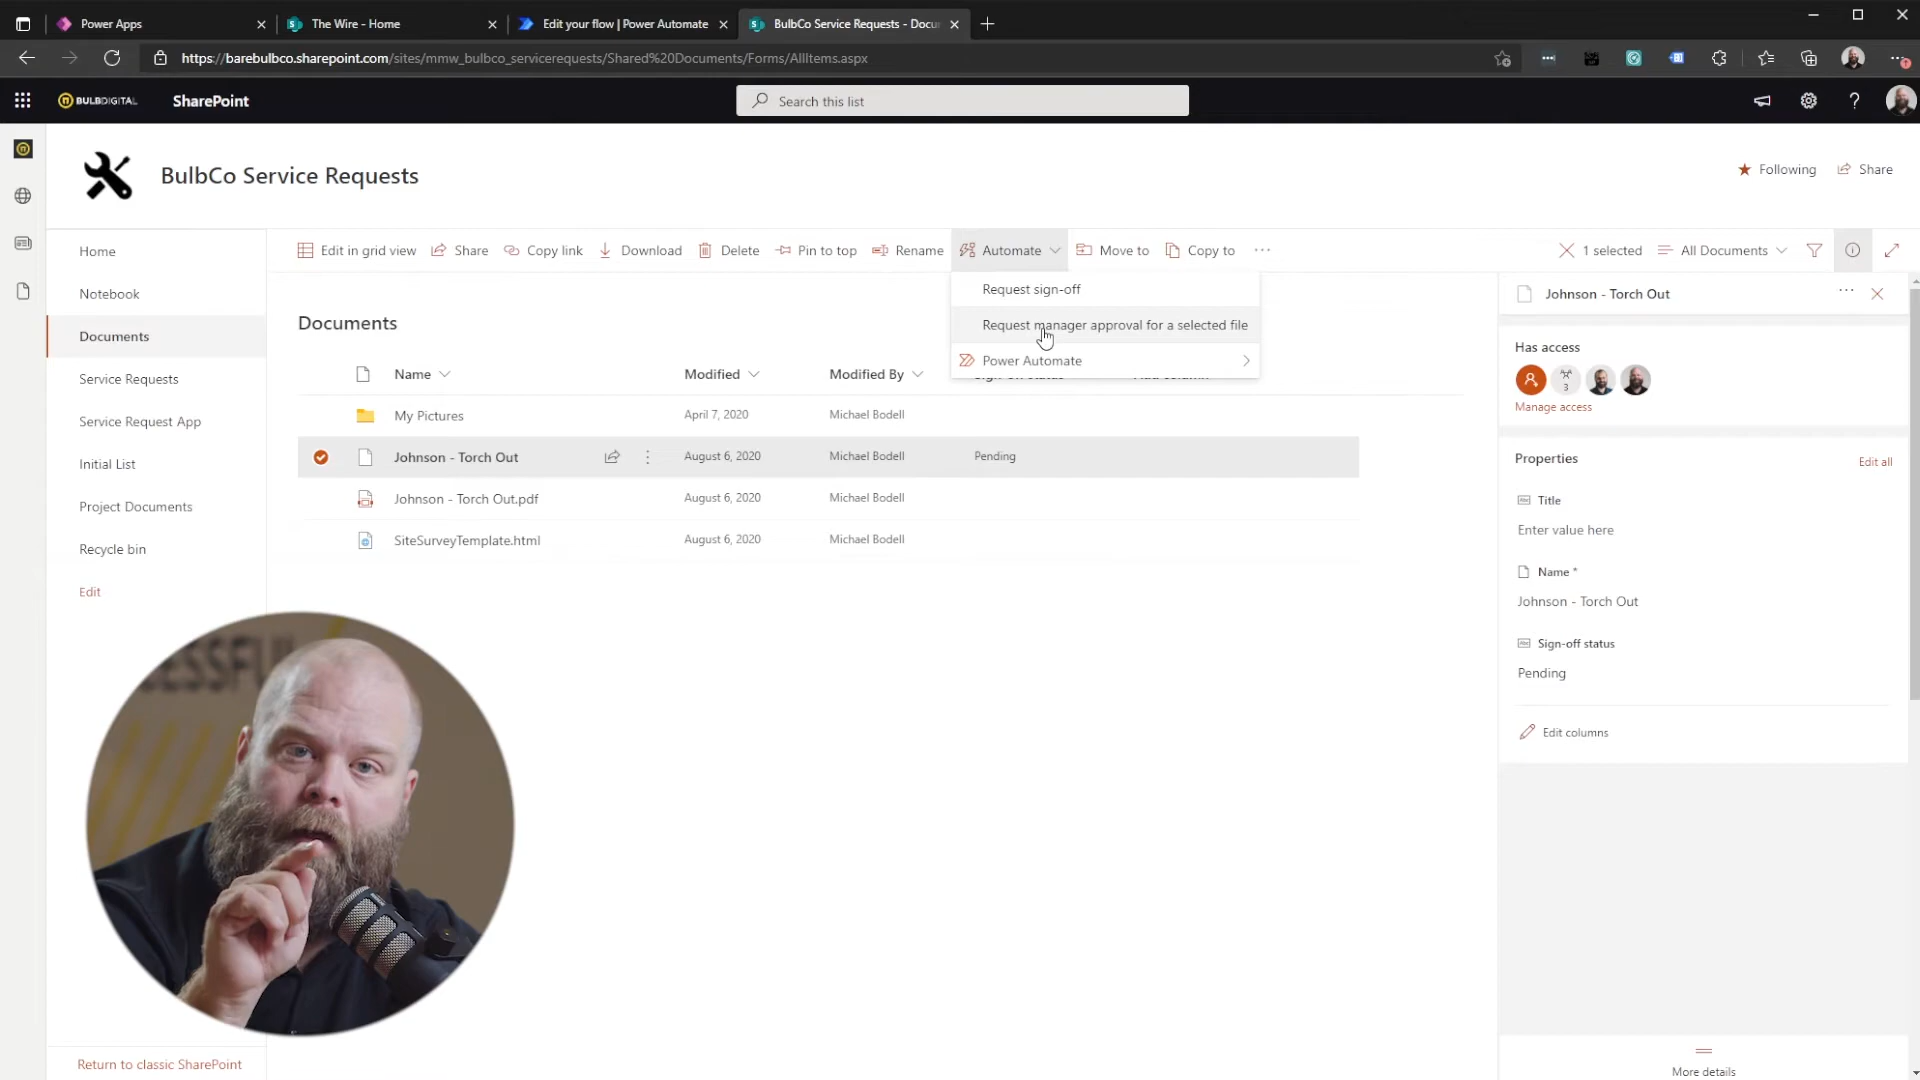 Power Apps
The Wire - Home
Edit your flow | Power Automate
BulbCo Service Requests - Docu
https://barebulbco.sharepoint.com/sites/mmw_bulbco_servicerequests/Shared%20Documents/Forms/AllItems.aspx
BULBDIGITAL
SharePoint
Search this list
BulbCo Service Requests
Following
Share
Home
Notebook
Documents
Service Requests
Service Request App
Initial List
Project Documents
Recycle bin
Edit
Return to classic SharePoint
Edit in grid view
Share
Copy link
Download
Delete
Pin to top
Rename
Automate
Move to
Copy to
1 selected
All Documents
Request sign-off
Request manager approval for a selected file
Power Automate
Documents
Name
Modified
Modified By
My Pictures
April 7, 2020
Michael Bodell
Johnson - Torch Out
August 6, 2020
Michael Bodell
Pending
Johnson - Torch Out.pdf
August 6, 2020
Michael Bodell
SiteSurveyTemplate.html
August 6, 2020
Michael Bodell
Johnson - Torch Out
Has access
3
Manage access
Properties
Edit all
Title
Enter value here
Name *
Johnson - Torch Out
Sign-off status
Pending
Edit columns
More details